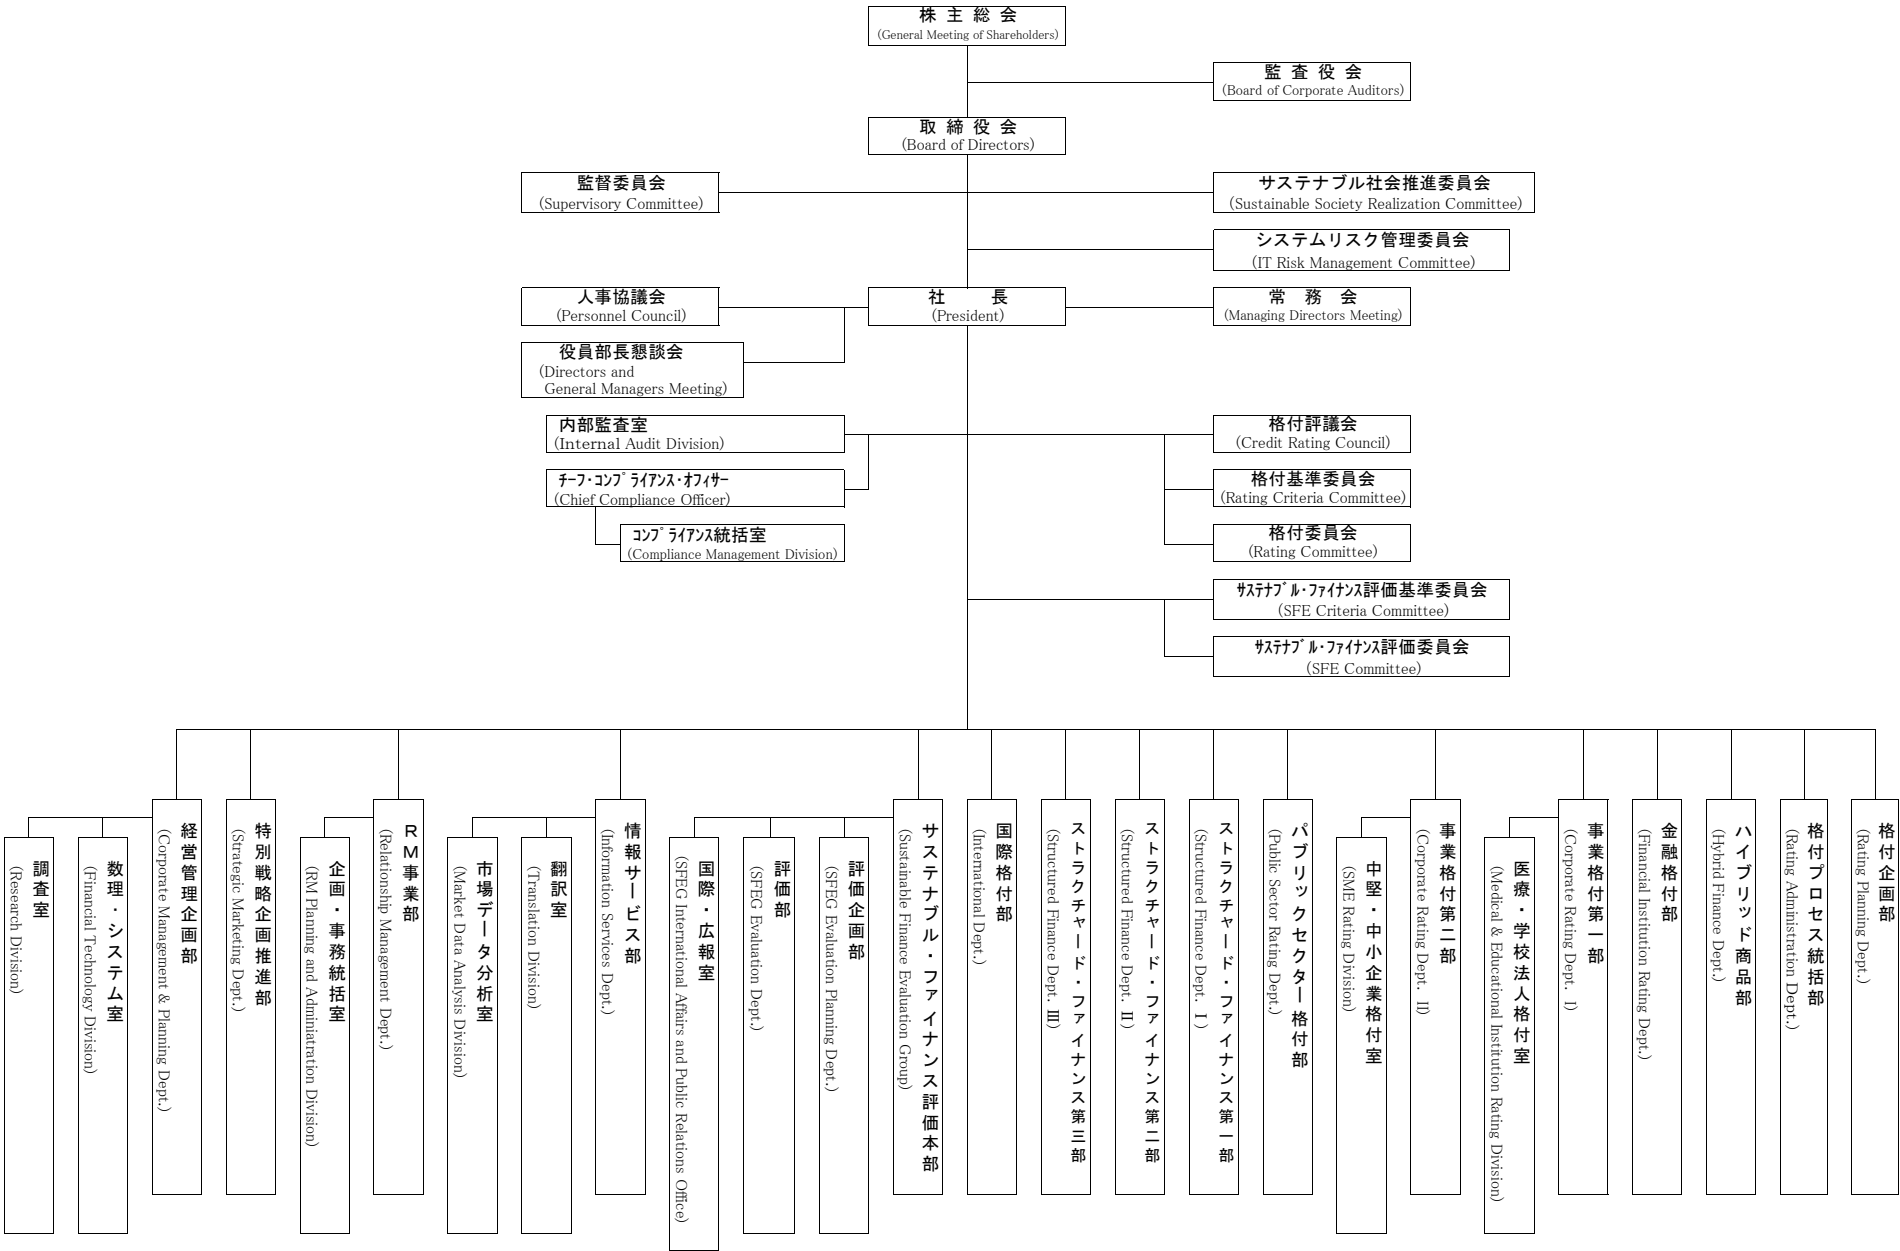 株 主 総 会
(General Meeting of Shareholders)
監 査 役 会
(Board of Corporate Auditors)
取 締 役 会
(Board of Directors)
監督委員会
(Supervisory Committee)
サステナブル社会推進委員会
(Sustainable Society Realization Committee)
システムリスク管理委員会
(IT Risk Management Committee)
人事協議会
(Personnel Council)
社　　長
(President)
常　務　会
(Managing Directors Meeting)
役員部長懇談会
(Directors and
General Managers Meeting)
内部監査室
(Internal Audit Division)
格付評議会
(Credit Rating Council)
ﾁｰﾌ･ｺﾝﾌﾟﾗｲｱﾝｽ･ｵﾌｨｻｰ
(Chief Compliance Officer)
格付基準委員会
(Rating Criteria Committee)
ｺﾝﾌﾟﾗｲｱﾝｽ統括室
(Compliance Management Division)
格付委員会
(Rating Committee)
ｻｽﾃﾅﾌﾞﾙ･ﾌｧｲﾅﾝｽ評価基準委員会
(SFE Criteria Committee)
ｻｽﾃﾅﾌﾞﾙ･ﾌｧｲﾅﾝｽ評価委員会
(SFE Committee)
格付企画部
(Rating Planning Dept.)
格付プロセス統括部
(Rating Administration Dept.)
ハイブリッド商品部
(Hybrid Finance Dept.)
金融格付部
(Financial Institution Rating Dept.)
事業格付第一部
(Corporate Rating Dept. Ⅰ)
医療・学校法人格付室
(Medical & Educational Institution Rating Division)
事業格付第二部
(Corporate Rating Dept. Ⅱ)
中堅・中小企業格付室
(SME Rating Division)
パブリックセクター格付部
(Public Sector Rating Dept.)
ストラクチャード・ファイナンス第一部
(Structured Finance Dept. Ⅰ)
ストラクチャード・ファイナンス第二部
(Structured Finance Dept. Ⅱ)
ストラクチャード・ファイナンス第三部
(Structured Finance Dept. Ⅲ)
国際格付部
(International Dept.)
サステナブル・ファイナンス評価本部
(Sustainable Finance Evaluation Group)
評価企画部
(SFEG Evaluation Planning Dept.)
評価部
(SFEG Evaluation Dept.)
国際・広報室
(SFEG International Affairs and Public Relations Office)
情報サービス部
(Information Services Dept.)
翻訳室
(Translation Division)
市場データ分析室
(Market Data Analysis Division)
ＲＭ事業部
(Relationship Management Dept.)
企画・事務統括室
(RM Planning and Adminiatration Division)
特別戦略企画推進部
(Strategic Marketing Dept.)
経営管理企画部
(Corporate Management & Planning Dept.)
数理・システム室
(Financial Technology Division)
調査室
(Research Division)